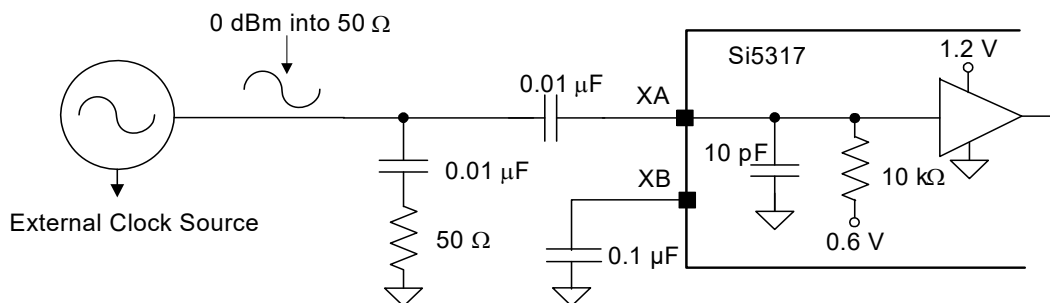 0 dBm into 50 Ω
External Clock Source
0.01 μF
50 Ω
0.01 μF
XA
XB
0.1 μF
Si5317
1.2 V
10 pF
10 kΩ
0.6 V